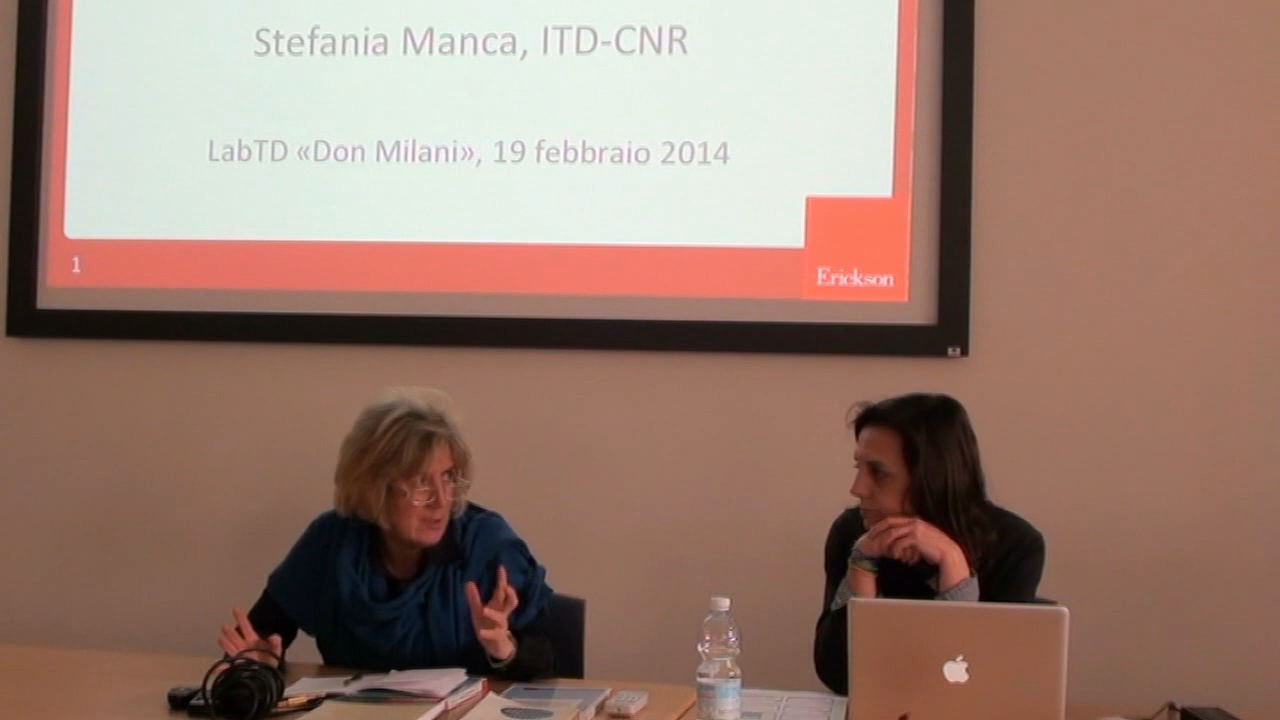 Stefania Manca, ITD-CNR
LabTD «Don Milani», 19 febbraio 2014
1
Erickson